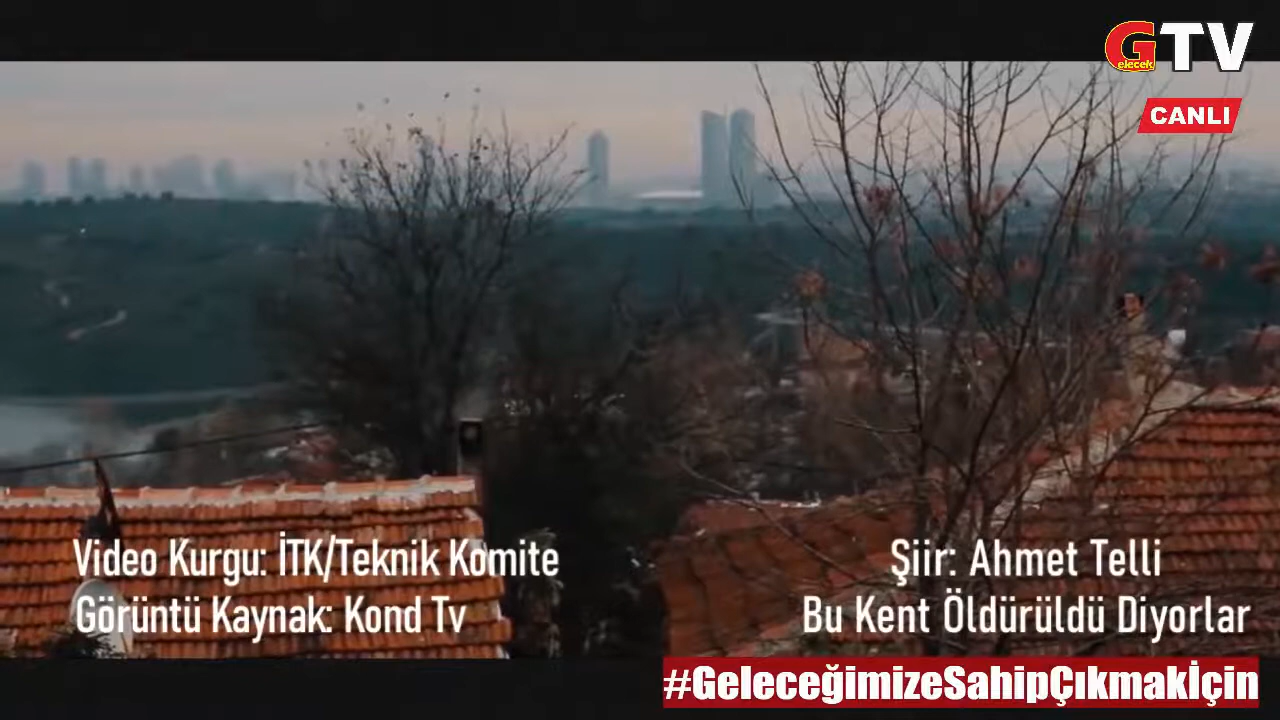 Gelecek TV
CANLI
Video Kurgu: İTK/Teknik Komite
Görüntü Kaynak: Kond Tv
Şiir: Ahmet Telli
Bu Kent Öldürüldü Diyorlar
#GeleceğimizeSahipÇıkmakİçin